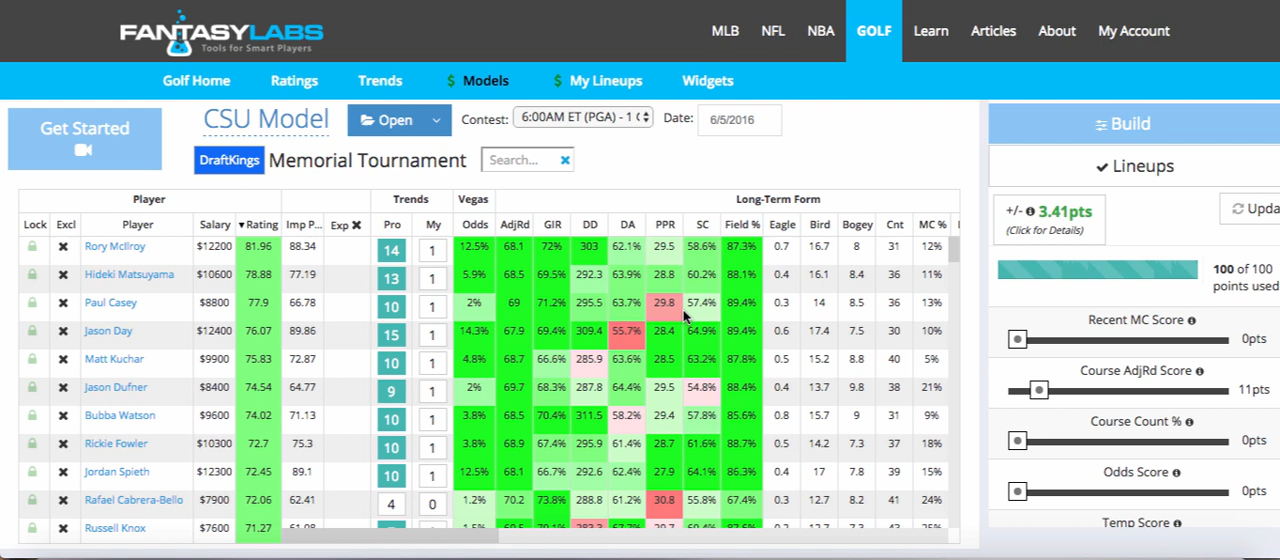 FANTASYLABS
Tools for Smart Players
MLB NFL NBA GOLF Learn Articles About My Account
Golf Home Ratings Trends $ Models $ My Lineups Widgets
Get Started
CSU Model Open Contest: 6:00AM ET (PGA) - 1 ( Date: 6/5/2016
DraftKings Memorial Tournament Search...
Build
Lineups
+/- 3.41pts
(Click for Details)
Upda
100 of 100
points used
Player Trends Vegas Long-Term Form
Lock Excl Player Salary Rating Imp P... Exp Pro My Odds AdjRd GIR DD DA PPR SC Field % Eagle Bird Bogey Cnt MC %
Rory McIlroy $12200 81.96 88.34 14 1 12.5% 68.1 72% 303 62.1% 29.5 58.6% 87.3% 0.7 16.7 8 31 12%
Hideki Matsuyama $10600 78.88 77.19 13 1 5.9% 68.5 69.5% 292.3 63.9% 28.8 60.2% 88.1% 0.4 16.1 8.4 36 11%
Paul Casey $8800 77.9 66.78 10 1 2% 69 71.2% 295.5 63.7% 29.8 57.4% 89.4% 0.3 14 8.5 36 13%
Jason Day $12400 76.07 89.86 15 1 14.3% 67.9 69.4% 309.4 55.7% 28.4 64.9% 89.4% 0.6 17.4 7.5 30 10%
Matt Kuchar $9900 75.83 72.87 10 1 4.8% 68.7 66.6% 285.9 63.6% 28.5 63.2% 87.8% 0.4 15.2 8.8 40 5%
Jason Dufner $8400 74.54 64.77 9 1 2% 69.7 68.3% 287.8 64.4% 29.5 54.8% 88.4% 0.4 13.7 9.8 38 21%
Bubba Watson $9600 74.02 71.13 10 1 3.8% 68.5 70.4% 311.5 58.2% 29.4 57.8% 85.6% 0.8 15.7 9 31 9%
Rickie Fowler $10300 72.7 75.3 10 1 3.8% 68.9 67.4% 295.9 61.4% 28.7 61.6% 88.7% 0.5 14.2 7.3 37 18%
Jordan Spieth $12300 72.45 89.1 10 1 12.5% 68.1 66.7% 292.6 62.4% 27.9 64.1% 86.3% 0.4 17 7.8 39 15%
Rafael Cabrera-Bello $7900 72.06 62.41 4 0 1.2% 70.2 73.8% 288.8 61.2% 30.8 55.8% 67.4% 0.3 12.7 8.2 41 24%
Russell Knox $7600 71.27
Recent MC Score
0pts
Course AdjRd Score
11pts
Course Count %
0pts
Odds Score
0pts
Temp Score